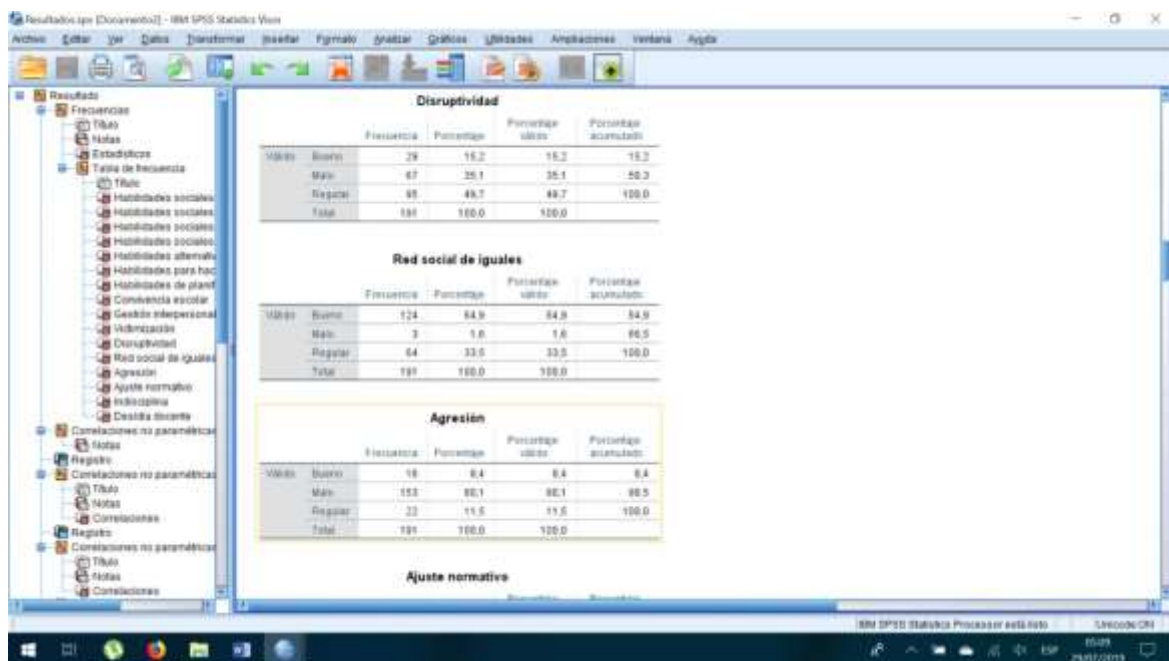 Resultados.spv [Documento2] - IBM SPSS Statistics Visor
Archivo Editar Ver Datos Transformar Insertar Formato Analizar Gráficos Utilidades Ampliaciones Ventana Ayuda
Resultado
Frecuencias
Título
Notas
Estadísticos
Tabla de frecuencia
Título
Habilidades sociales
Habilidades sociales
Habilidades sociales
Habilidades sociales
Habilidades alternativ
Habilidades para hac
Habilidades de planif
Convivencia escolar
Gestión interpersonal
Victimización
Disruptividad
Red social de iguales
Agresión
Ajuste normativo
Indisciplina
Desidia docente
Correlaciones no paramétricas
Notas
Registro
Correlaciones no paramétricas
Título
Notas
Correlaciones
Registro
Correlaciones no paramétricas
Título
Notas
Correlaciones
Disruptividad
Frecuencia Porcentaje Porcentaje válido Porcentaje acumulado
Válido Bueno 29 15,2 15,2 15,2
Malo 67 35,1 35,1 50,3
Regular 95 49,7 49,7 100,0
Total 191 100,0 100,0
Red social de iguales
Frecuencia Porcentaje Porcentaje válido Porcentaje acumulado
Válido Bueno 124 64,9 64,9 64,9
Malo 3 1,6 1,6 66,5
Regular 64 33,5 33,5 100,0
Total 191 100,0 100,0
Agresión
Frecuencia Porcentaje Porcentaje válido Porcentaje acumulado
Válido Bueno 16 8,4 8,4 8,4
Malo 153 80,1 80,1 88,5
Regular 22 11,5 11,5 100,0
Total 191 100,0 100,0
Ajuste normativo
IBM SPSS Statistics Processor está listo Unicode:ON
ESP